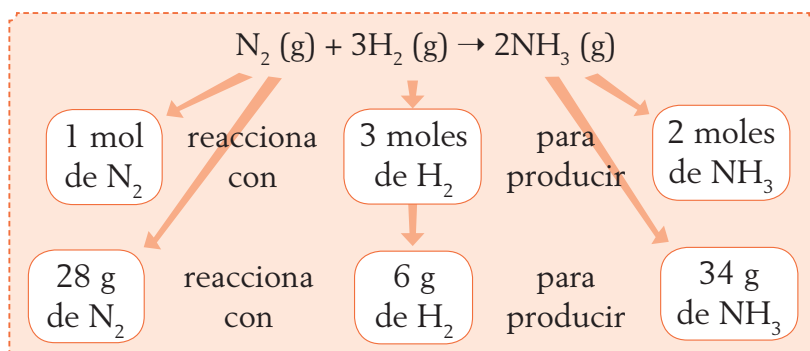 N₂ (g) + 3H₂ (g) → 2NH₃ (g)
1 mol
de N₂
reacciona
con
3 moles
de H₂
para
producir
2 moles
de NH₃
28 g
de N₂
reacciona
con
6 g
de H₂
para
producir
34 g
de NH₃